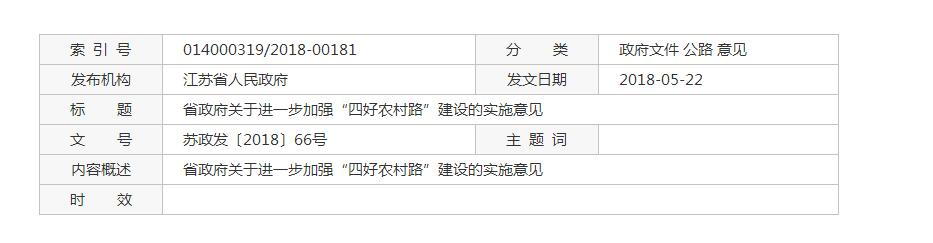 索引号 014000319/2018-00181 分类 政府文件 公路 意见
发布机构 江苏省人民政府 发文日期 2018-05-22
标题 省政府关于进一步加强“四好农村路”建设的实施意见
文号 苏政发〔2018〕66号 主题词
内容概述 省政府关于进一步加强“四好农村路”建设的实施意见
时效